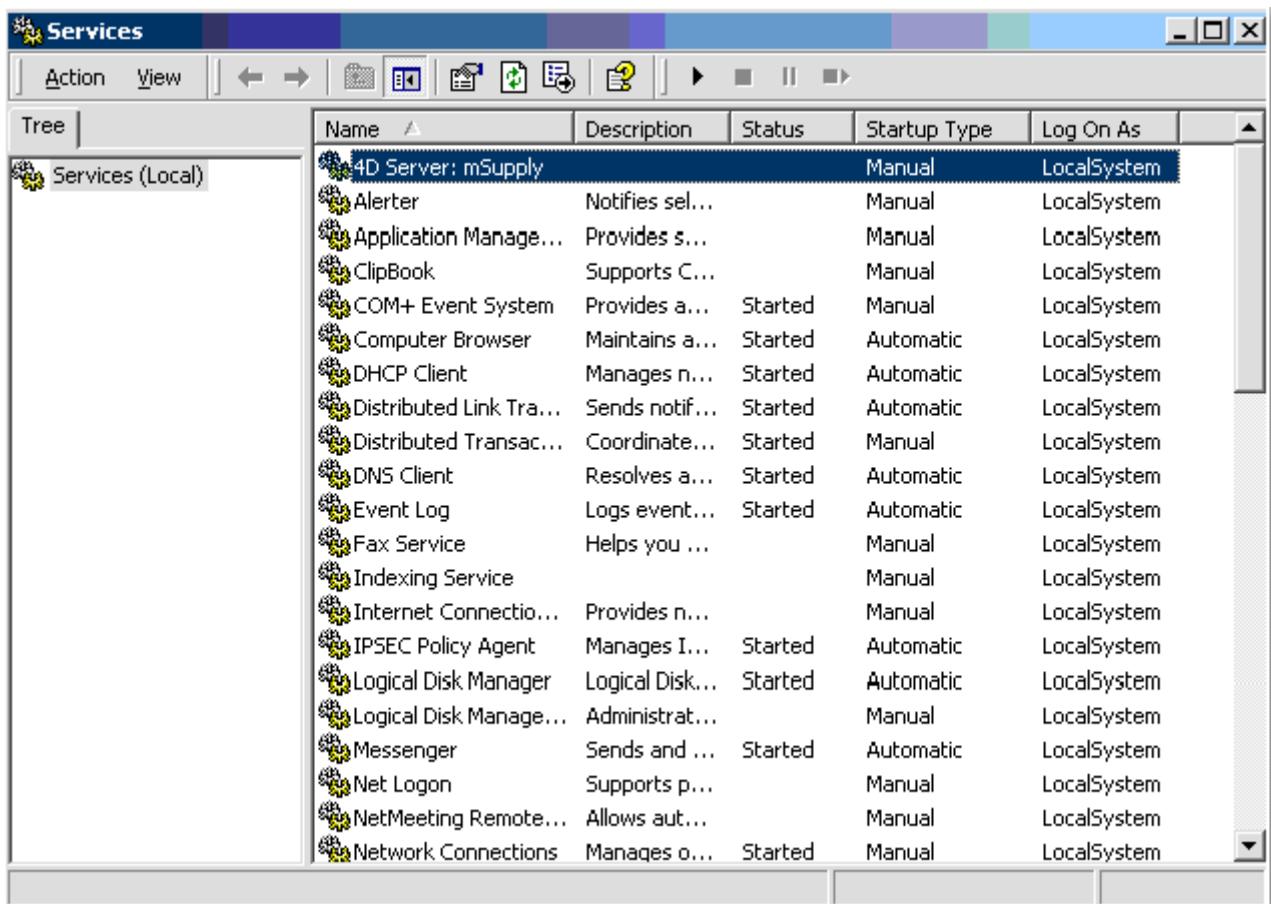 Services
Action View
Tree
Name Description Status Startup Type Log On As
Services (Local)
4D Server: mSupply Manual LocalSystem
Alerter Notifies sel... Manual LocalSystem
Application Manage... Provides s... Manual LocalSystem
ClipBook Supports C... Manual LocalSystem
COM+ Event System Provides a... Started Manual LocalSystem
Computer Browser Maintains a... Started Automatic LocalSystem
DHCP Client Manages n... Started Automatic LocalSystem
Distributed Link Tra... Sends notif... Started Automatic LocalSystem
Distributed Transac... Coordinate... Started Manual LocalSystem
DNS Client Resolves a... Started Automatic LocalSystem
Event Log Logs event... Started Automatic LocalSystem
Fax Service Helps you ... Manual LocalSystem
Indexing Service Manual LocalSystem
Internet Connectio... Provides n... Manual LocalSystem
IPSEC Policy Agent Manages I... Started Automatic LocalSystem
Logical Disk Manager Logical Disk... Started Automatic LocalSystem
Logical Disk Manage... Administrat... Manual LocalSystem
Messenger Sends and ... Started Automatic LocalSystem
Net Logon Supports p... Manual LocalSystem
NetMeeting Remote... Allows aut... Manual LocalSystem
Network Connections Manages o... Started Manual LocalSystem